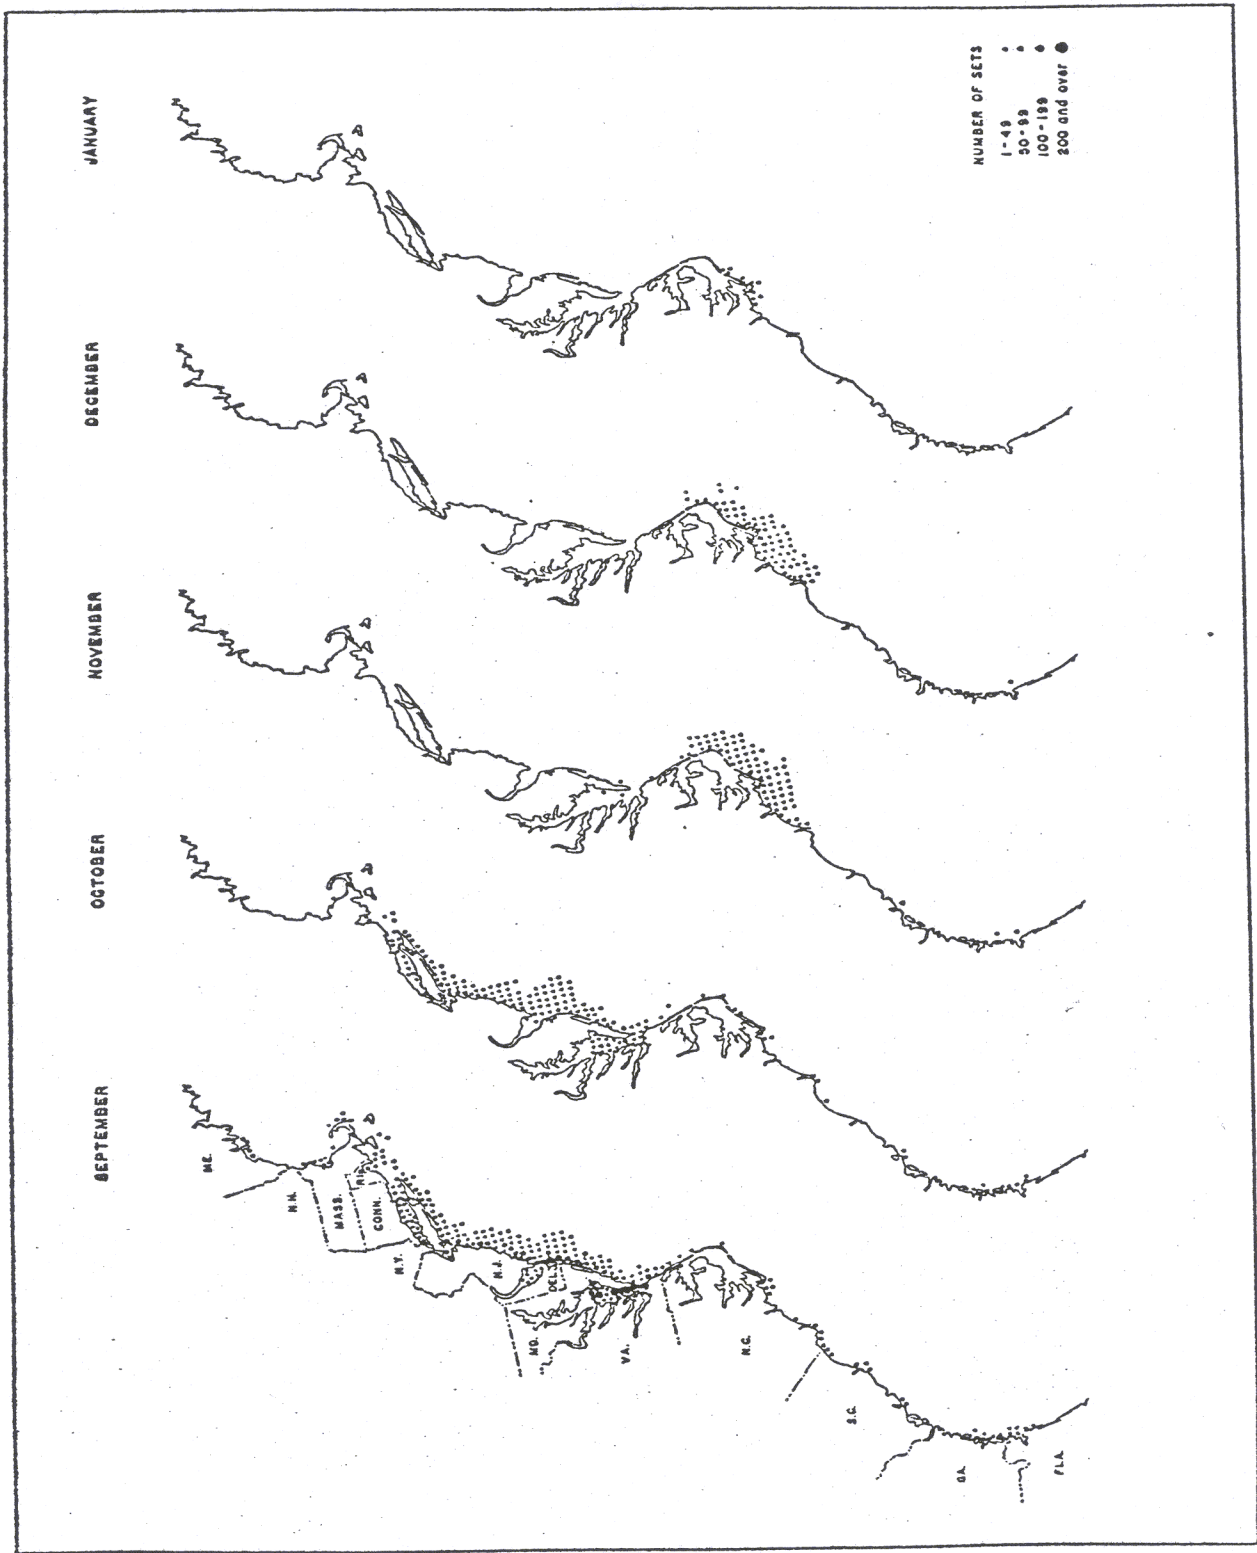 SEPTEMBER
OCTOBER
NOVEMBER
DECEMBER
JANUARY
ME.
N.H.
MASS.
R.I.
CONN.
N.Y.
N.J.
DEL.
MD.
VA.
N.C.
S.C.
GA.
FLA.
NUMBER OF SETS
1-49
50-99
100-199
200 and over